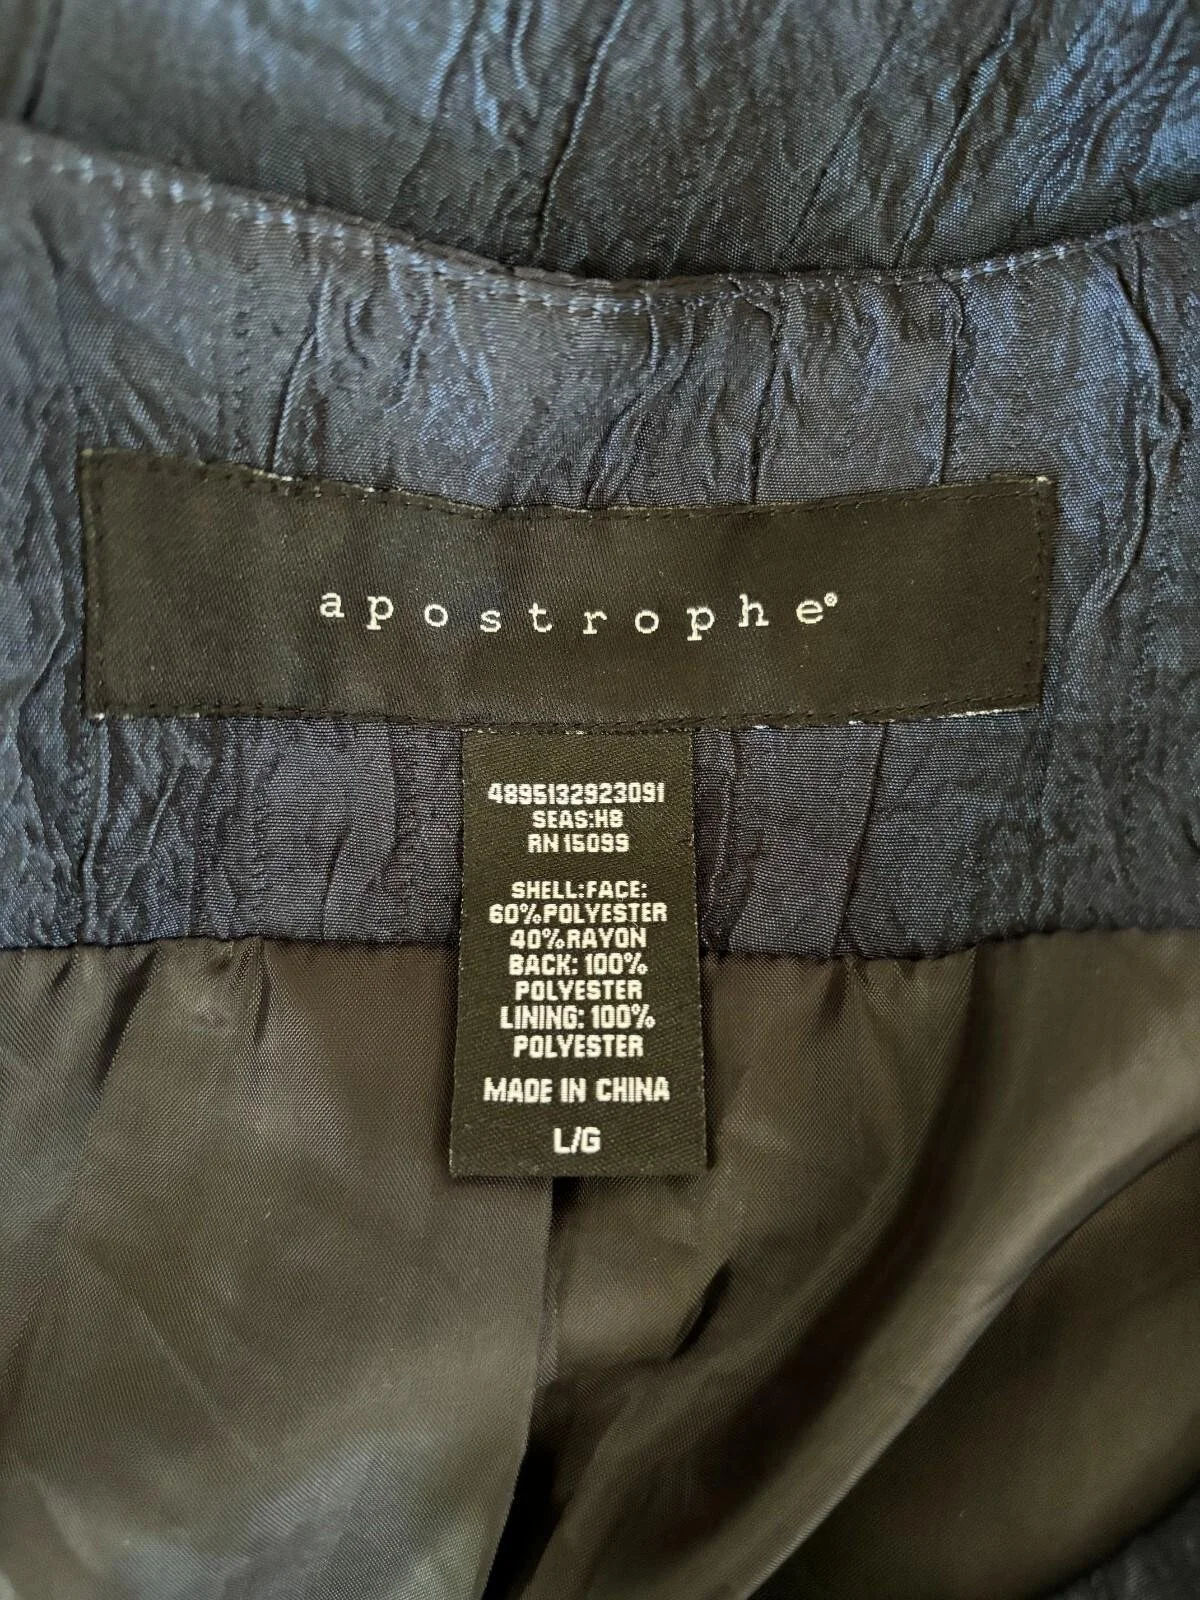 apostrophe®
4895132923091
SEAS:H8
RN 15099
SHELL:FACE:
60%POLYESTER
40%RAYON
BACK: 100%
POLYESTER
LINING: 100%
POLYESTER
MADE IN CHINA
L/G